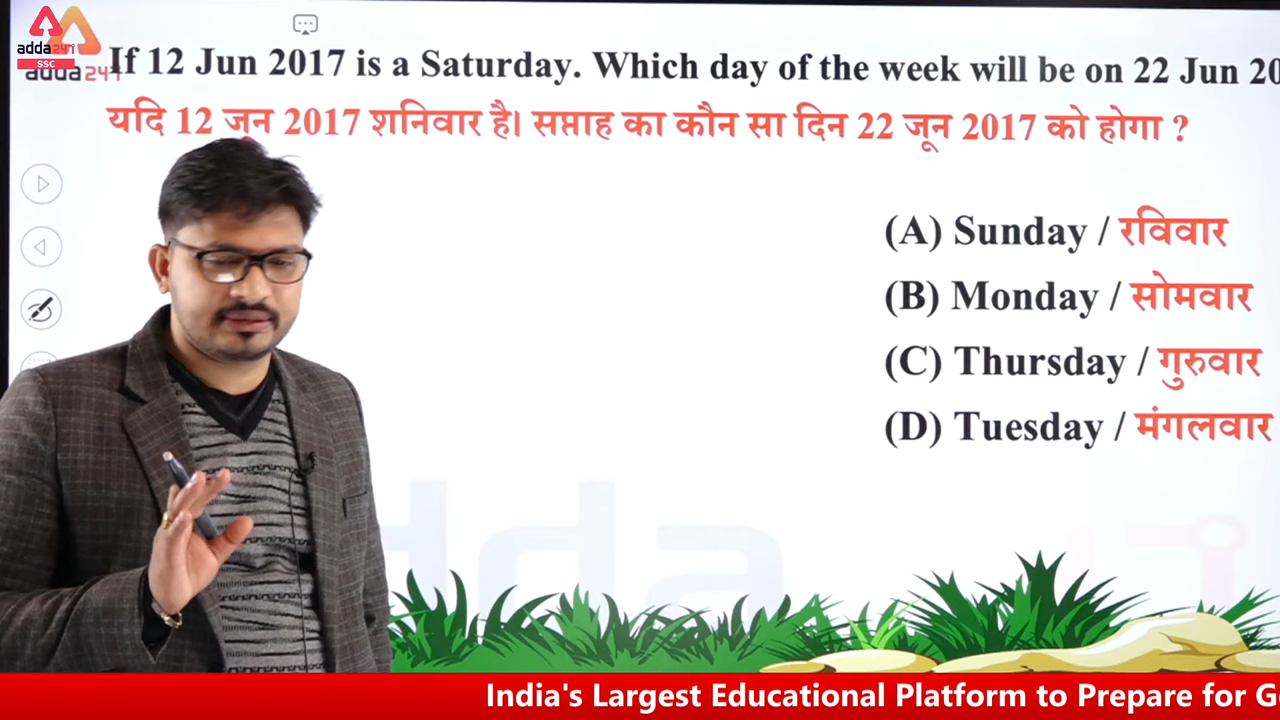 adda247
SSC
adda247
If 12 Jun 2017 is a Saturday. Which day of the week will be on 22 Jun 20
यदि 12 जून 2017 शनिवार है। सप्ताह का कौन सा दिन 22 जून 2017 को होगा ?
(A) Sunday / रविवार
(B) Monday / सोमवार
(C) Thursday / गुरुवार
(D) Tuesday / मंगलवार
adda
India's Largest Educational Platform to Prepare for G